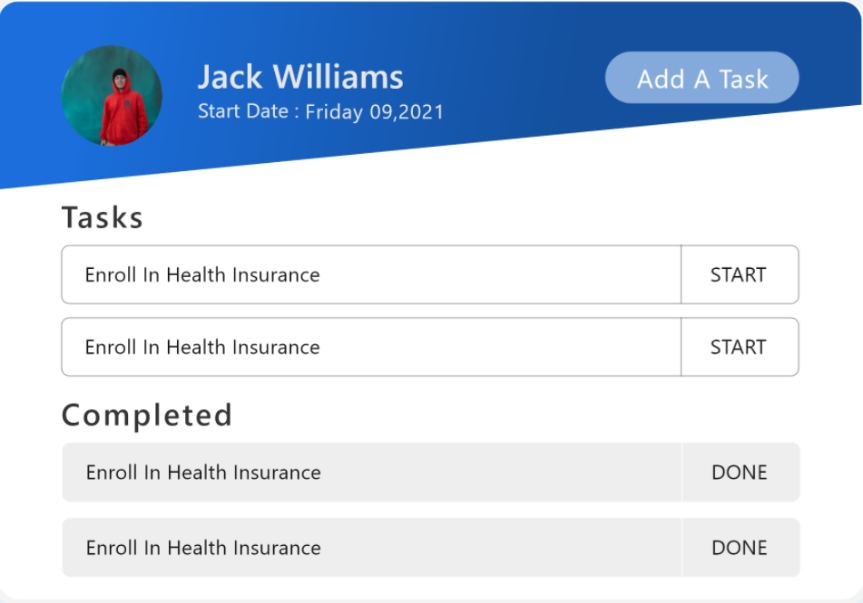 Jack Williams
Add A Task
Start Date : Friday 09,2021
Tasks
Enroll In Health Insurance START
Enroll In Health Insurance START
Completed
Enroll In Health Insurance DONE
Enroll In Health Insurance DONE